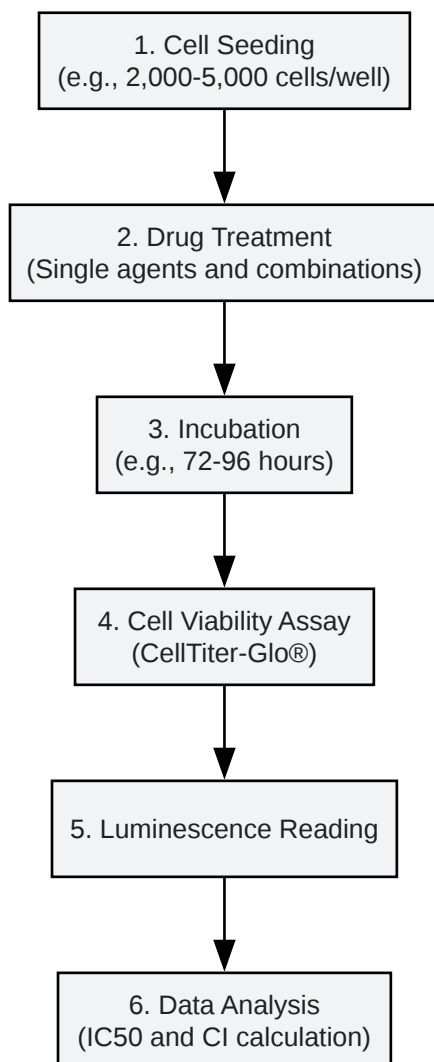 1. Cell Seeding
(e.g., 2,000-5,000 cells/well)
2. Drug Treatment
(Single agents and combinations)
3. Incubation
(e.g., 72-96 hours)
4. Cell Viability Assay
(CellTiter-Glo®)
5. Luminescence Reading
6. Data Analysis
(IC50 and CI calculation)